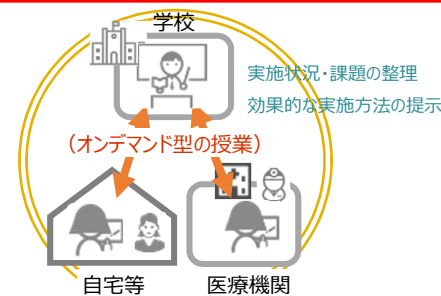 学校
実施状況・課題の整理
効果的な実施方法の提示
(オンデマンド型の授業)
自宅等
医療機関